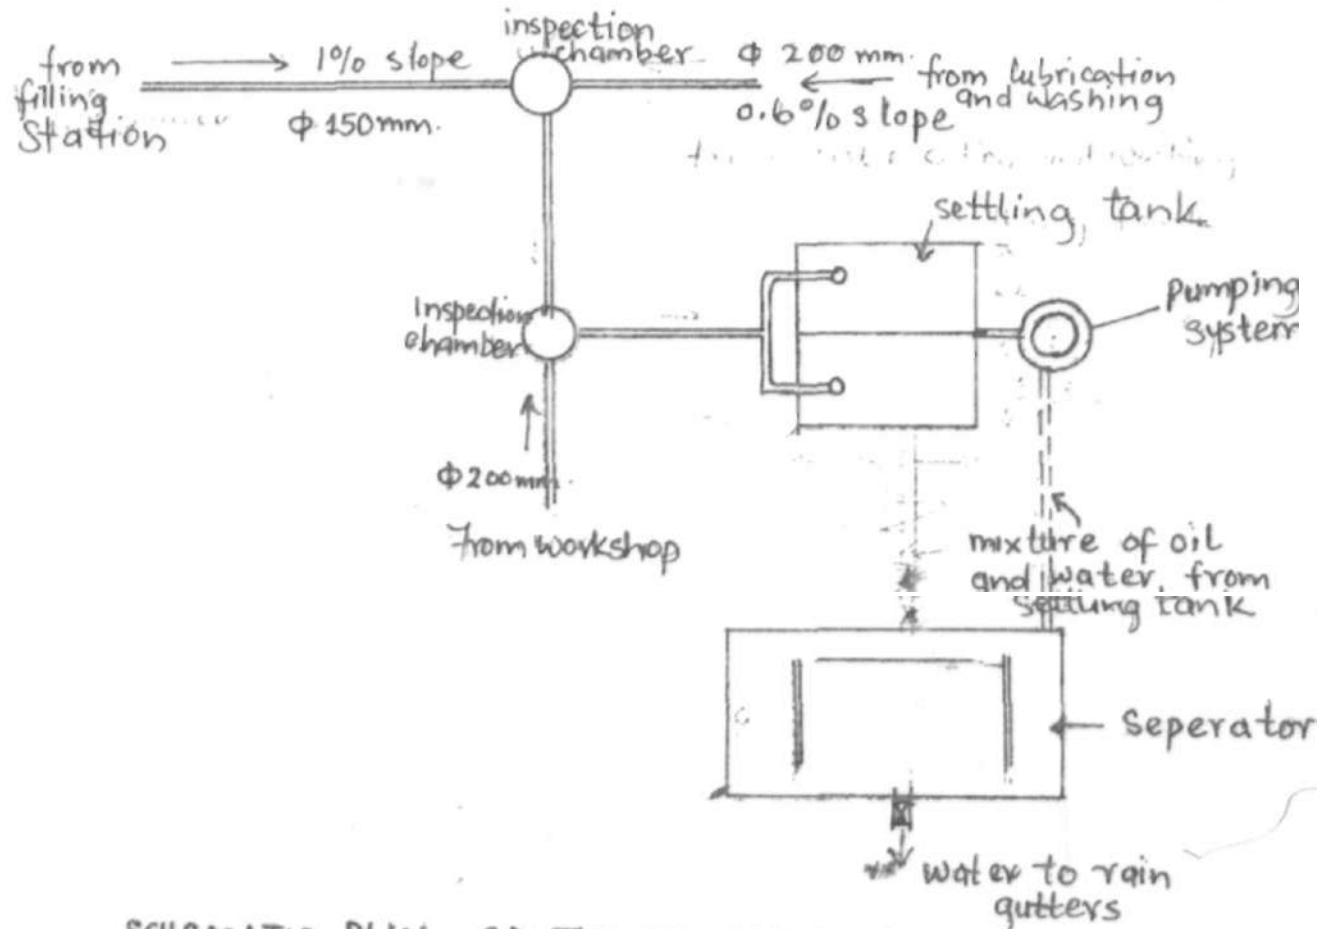 inspection
chamber
from
filling
Station
1% slope
Φ 150mm.
Φ 200 mm.
0.6% slope
from lubrication
and washing
settling tank
Pumping
system
Inspection
chamber
Φ200mm.
From workshop
mixture of oil
and water from
settling tank
Seperator
water to rain
gutters